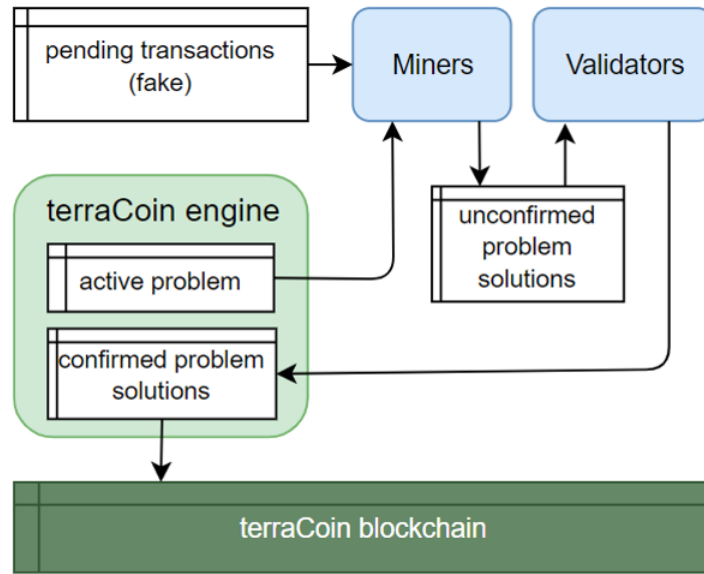 pending transactions
(fake)
Miners
Validators
terraCoin engine
active problem
unconfirmed
problem
solutions
confirmed problem
solutions
terraCoin blockchain